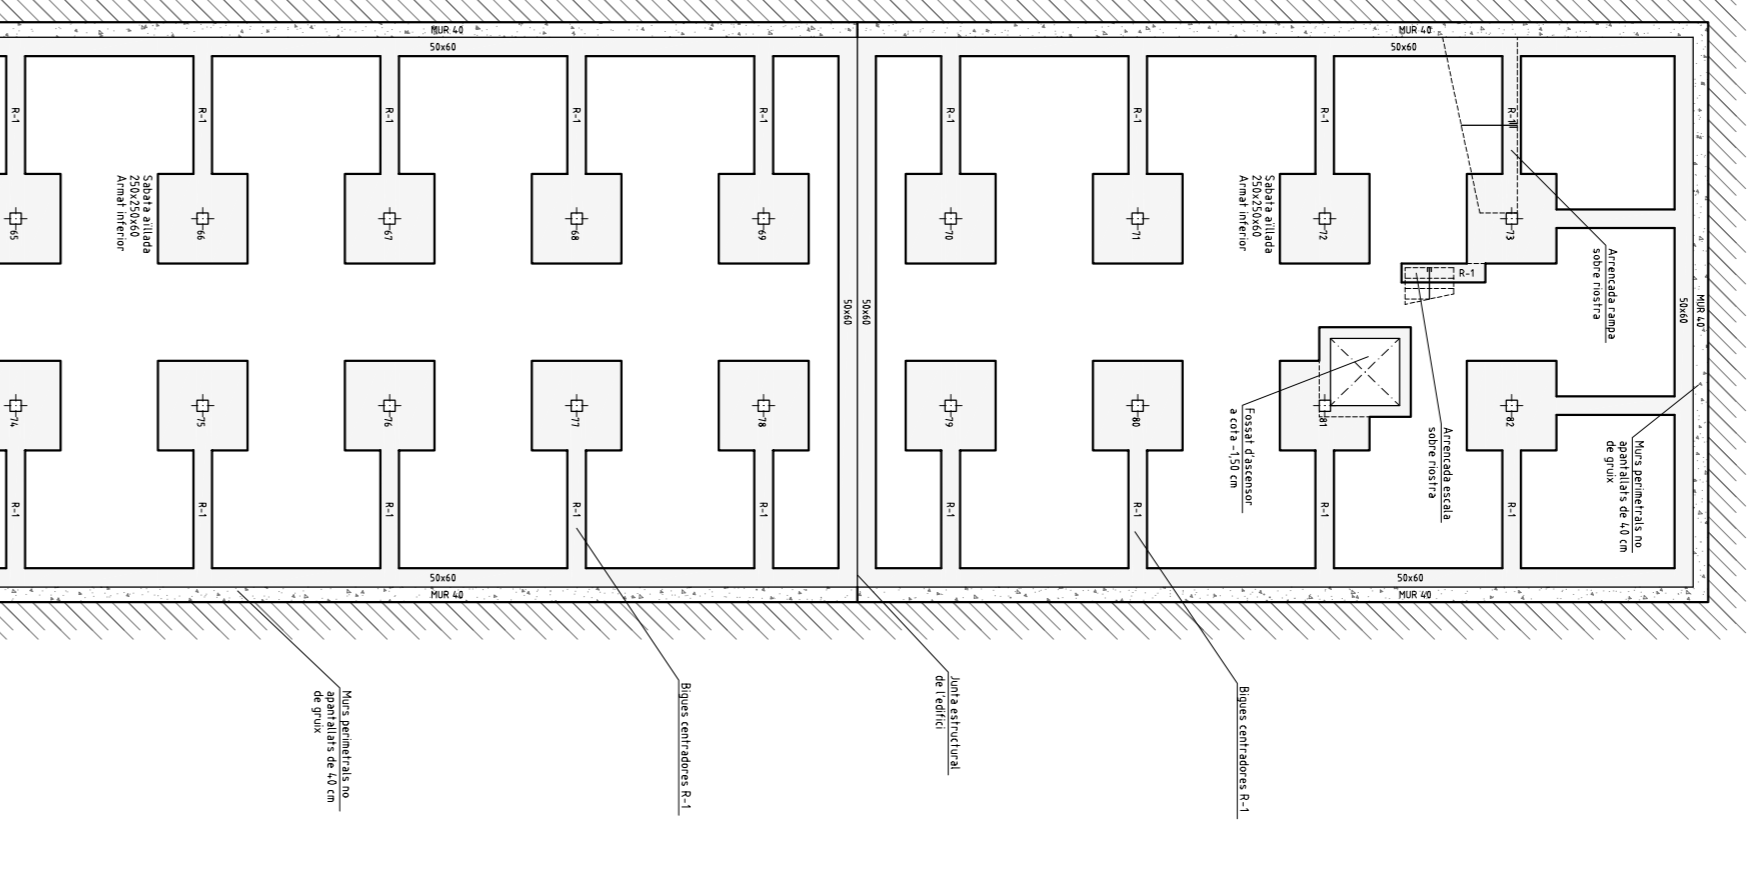 MUR 40
MUR 40
50x60
50x60
R-1
R-1
R-1
R-1
R-1
R-1
R-1
R-1
R-1
Sabata aïllada
250x250x60
Armat inferior
Sabata aïllada
250x250x60
Armat inferior
65
66
67
68
69
70
71
72
73
Arrencada rampa
sobre riostra
R-1
50x60
50x60
50x60
MUR 40
74
75
76
77
78
79
80
81
82
Fossat d'ascensor
a cota -1,50 cm
Arrencada escala
sobre riostra
Murs perimetrals no
apantallats de 40 cm
de gruix
R-1
R-1
R-1
R-1
R-1
R-1
R-1
R-1
R-1
50x60
50x60
MUR 40
MUR 40
Murs perimetrals no
apantallats de 40 cm
de gruix
Bigues centradores R-1
Junta estructural
de l'edifici
Bigues centradores R-1